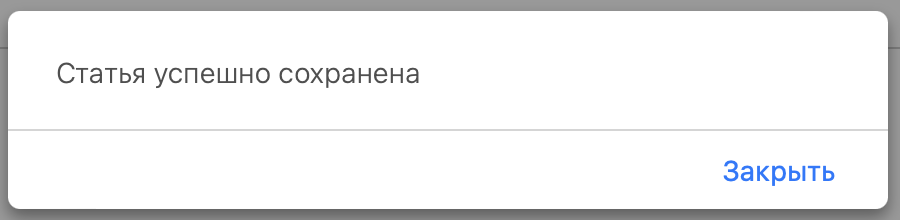 Статья успешно сохранена
Закрыть